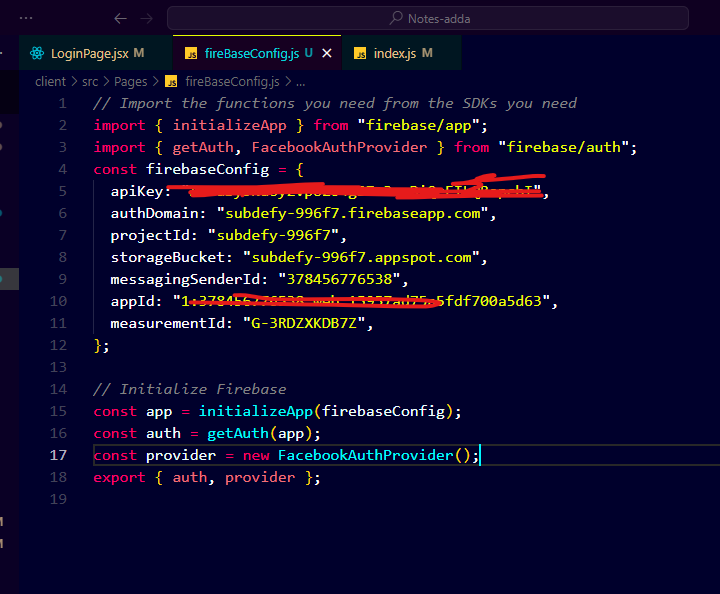 Notes-adda
LoginPage.jsx M
fireBaseConfig.js U
index.js M
client > src > Pages > JS fireBaseConfig.js > ...
1 // Import the functions you need from the SDKs you need
2 import { initializeApp } from "firebase/app";
3 import { getAuth, FacebookAuthProvider } from "firebase/auth";
4 const firebaseConfig = {
5 apiKey: ",
6 authDomain: "subdefy-996f7.firebaseapp.com",
7 projectId: "subdefy-996f7",
8 storageBucket: "subdefy-996f7.appspot.com",
9 messagingSenderId: "378456776538",
10 appId: ",
11 measurementId: "G-3RDZXKDB7Z",
12 };
13
14 // Initialize Firebase
15 const app = initializeApp(firebaseConfig);
16 const auth = getAuth(app);
17 const provider = new FacebookAuthProvider();
18 export { auth, provider };
19